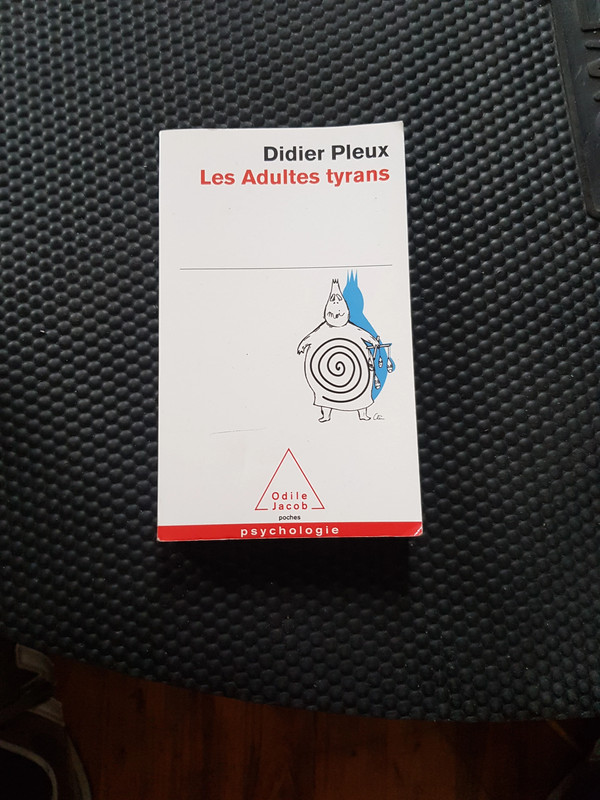 Didier Pleux
Les Adultes tyrans
Odile
Jacob
poches
psychologie